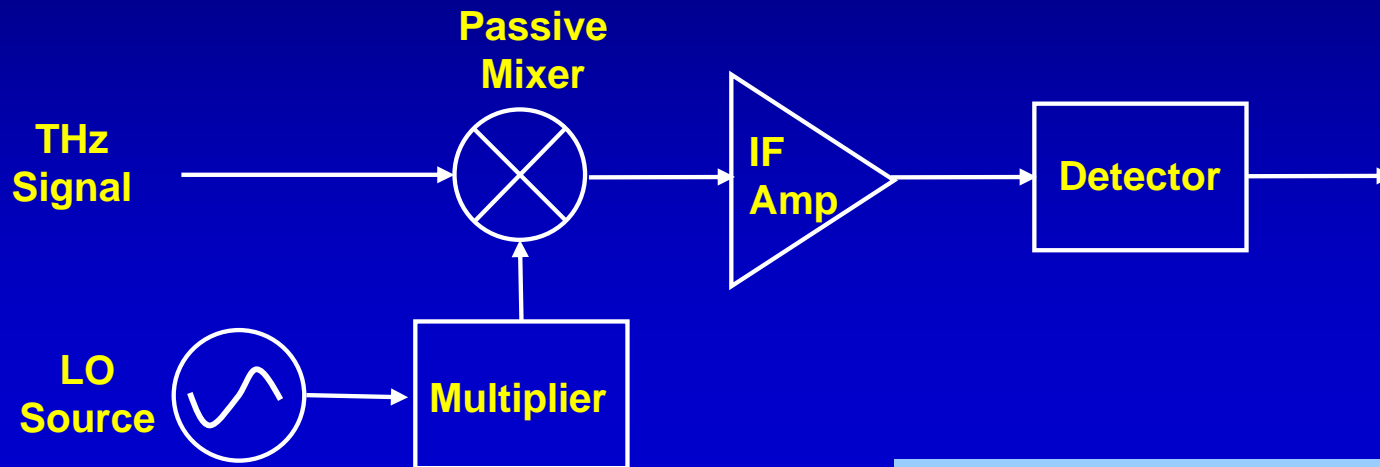 Passive
Mixer
THz
Signal
IF
Amp
Detector
LO
Source
Multiplier